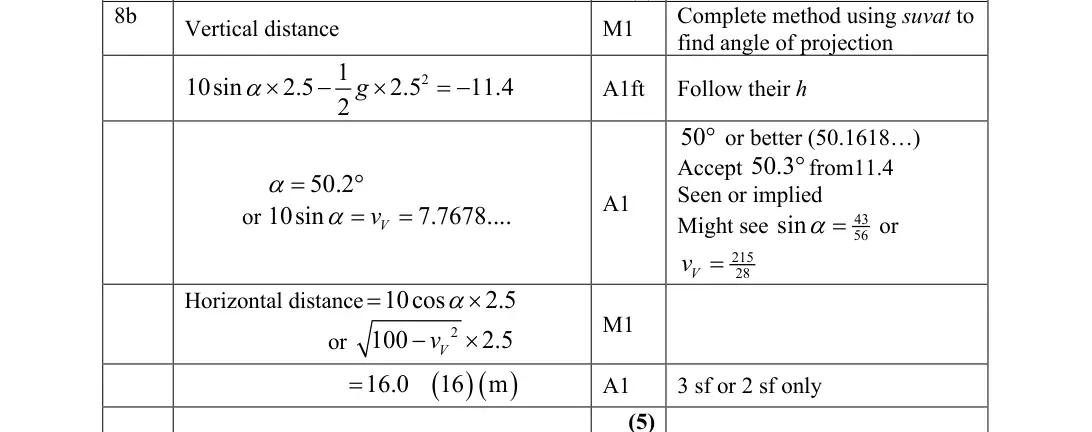 8b
Vertical distance
M1
Complete method using suvat to
find angle of projection
10 sin α × 2.5 − 1/2 g × 2.5² = −11.4
A1ft
Follow their h
α = 50.2°
or 10 sin α = v_V = 7.7678....
A1
50° or better (50.1618…)
Accept 50.3° from11.4
Seen or implied
Might see sin α = 43/56 or
v_V = 215/28
Horizontal distance = 10 cos α × 2.5
or √(100 − v_V²) × 2.5
M1
= 16.0 (16)(m)
A1
3 sf or 2 sf only
(5)